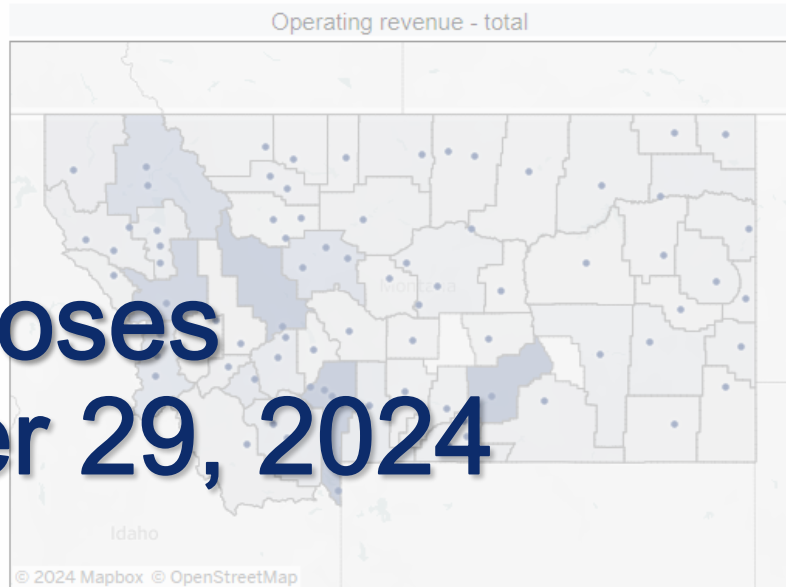 Operating revenue - total
Montana
oses
er 29, 2024
Idaho
© 2024 Mapbox © OpenStreetMap